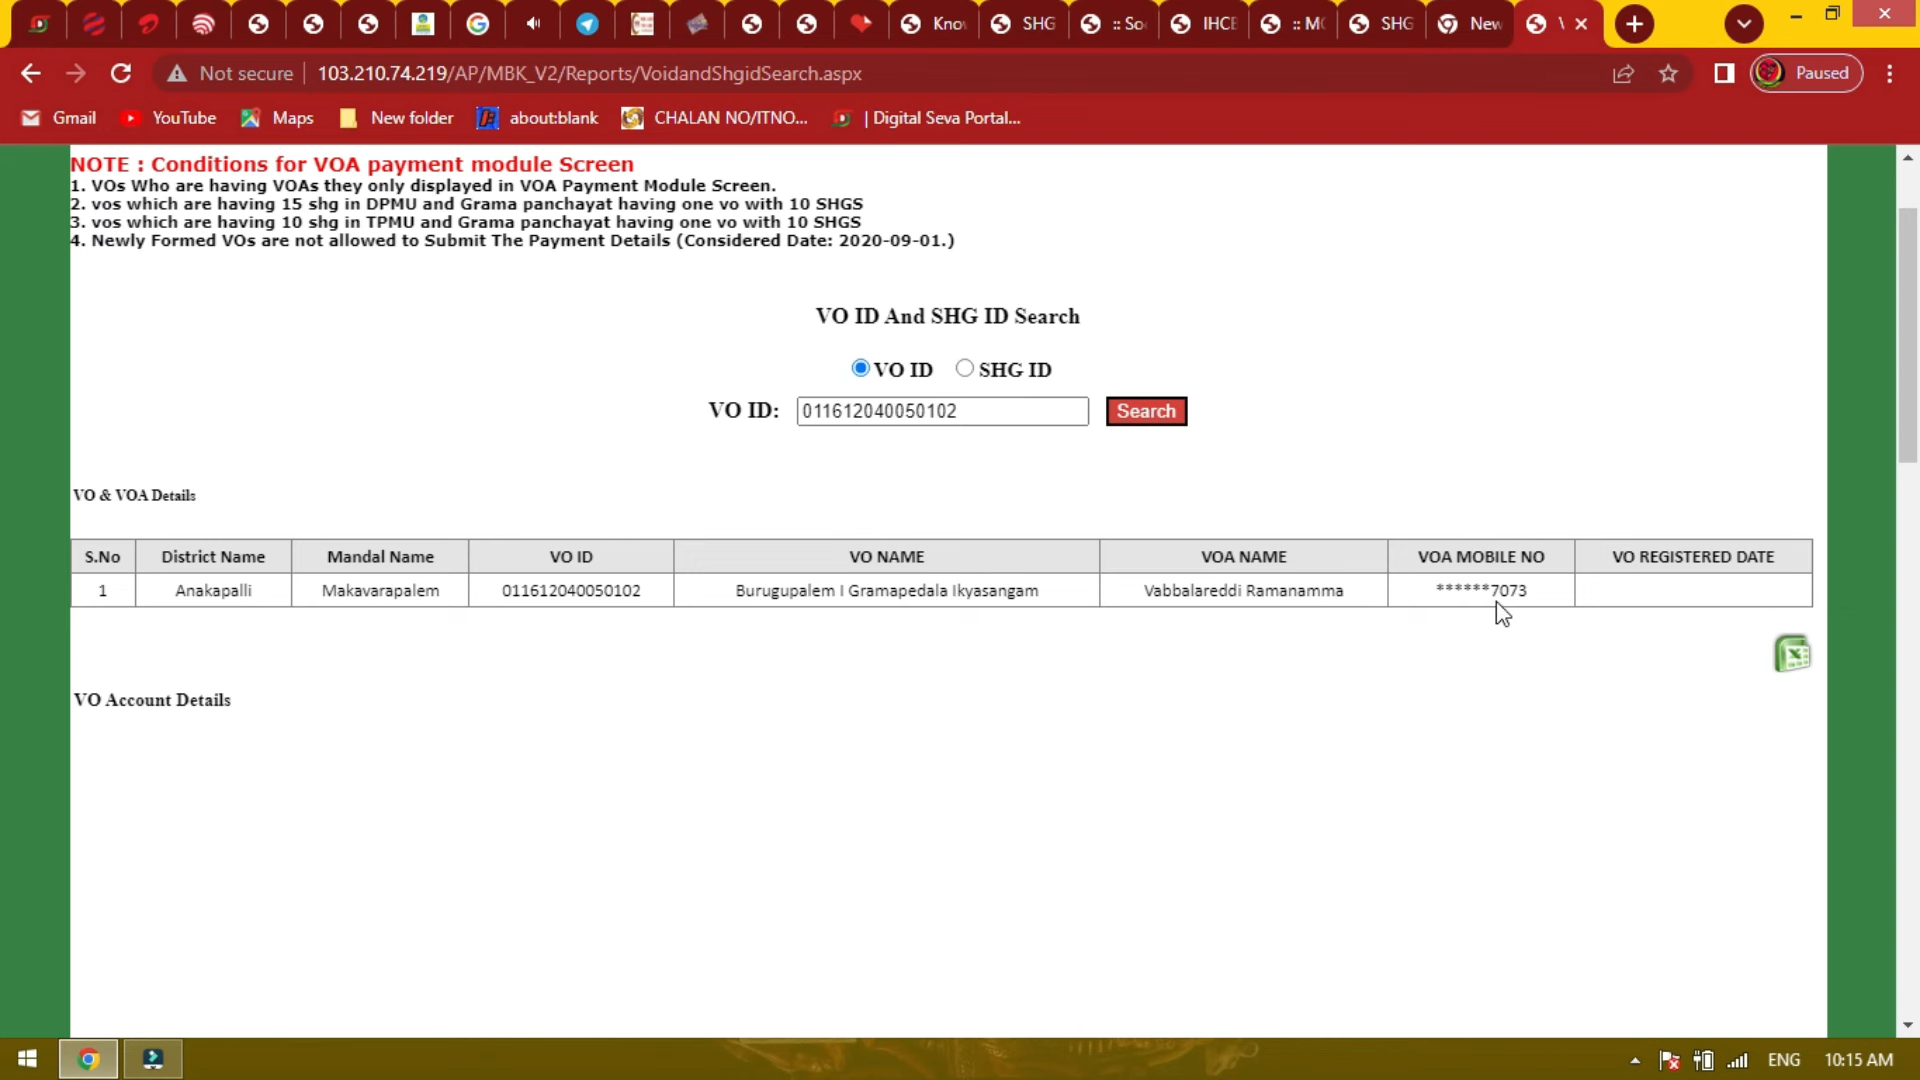 Kno
SHG
:: So
IHCE
:: M
SHG
New
Not secure
103.210.74.219/AP/MBK_V2/Reports/VoidandShgidSearch.aspx
Paused
Gmail
YouTube
Maps
New folder
about:blank
CHALAN NO/ITNO...
| Digital Seva Portal...
NOTE : Conditions for VOA payment module Screen
1. VOs Who are having VOAs they only displayed in VOA Payment Module Screen.
2. vos which are having 15 shg in DPMU and Grama panchayat having one vo with 10 SHGS
3. vos which are having 10 shg in TPMU and Grama panchayat having one vo with 10 SHGS
4. Newly Formed VOs are not allowed to Submit The Payment Details (Considered Date: 2020-09-01.)
VO ID And SHG ID Search
VO ID SHG ID
VO ID: 011612040050102 Search
VO & VOA Details
S.No District Name Mandal Name VO ID VO NAME VOA NAME VOA MOBILE NO VO REGISTERED DATE
1 Anakapalli Makavarapalem 011612040050102 Burugupalem I Gramapedala Ikyasangam Vabbalareddi Ramanamma ******7073
VO Account Details
ENG 10:15 AM